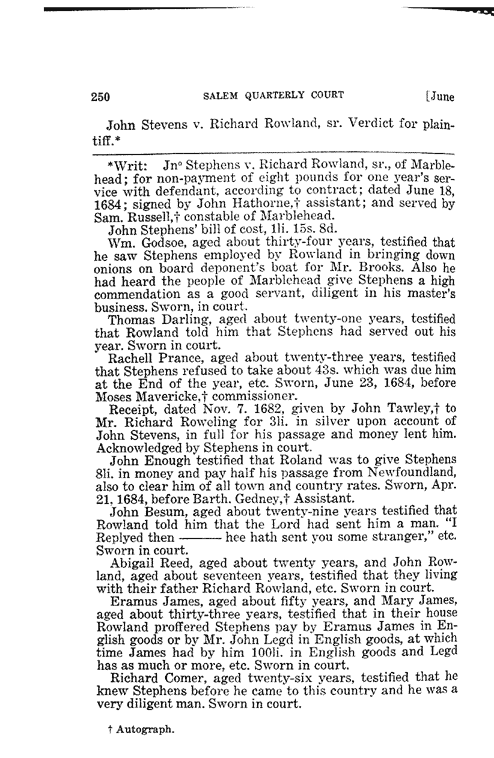 250 SALEM QUARTERLY COURT [June
John Stevens v. Richard Rowland, sr. Verdict for plain-
tiff.*
*Writ: Jnº Stephens v. Richard Rowland, sr., of Marble-
head; for non-payment of eight pounds for one year's ser-
vice with defendant, according to contract; dated June 18,
1684; signed by John Hathorne,† assistant; and served by
Sam. Russell,† constable of Marblehead.
John Stephens' bill of cost, 1li. 15s. 8d.
Wm. Godsoe, aged about thirty-four years, testified that
he saw Stephens employed by Rowland in bringing down
onions on board deponent's boat for Mr. Brooks. Also he
had heard the people of Marblehead give Stephens a high
commendation as a good servant, diligent in his master's
business. Sworn, in court.
Thomas Darling, aged about twenty-one years, testified
that Rowland told him that Stephens had served out his
year. Sworn in court.
Rachell Prance, aged about twenty-three years, testified
that Stephens refused to take about 43s. which was due him
at the End of the year, etc. Sworn, June 23, 1684, before
Moses Mavericke,† commissioner.
Receipt, dated Nov. 7. 1682, given by John Tawley,† to
Mr. Richard Roweling for 3li. in silver upon account of
John Stevens, in full for his passage and money lent him.
Acknowledged by Stephens in court.
John Enough testified that Roland was to give Stephens
8li. in money and pay half his passage from Newfoundland,
also to clear him of all town and country rates. Sworn, Apr.
21, 1684, before Barth. Gedney,† Assistant.
John Besum, aged about twenty-nine years testified that
Rowland told him that the Lord had sent him a man. "I
Replyed then ——— hee hath sent you some stranger," etc.
Sworn in court.
Abigail Reed, aged about twenty years, and John Row-
land, aged about seventeen years, testified that they living
with their father Richard Rowland, etc. Sworn in court.
Eramus James, aged about fifty years, and Mary James,
aged about thirty-three years, testified that in their house
Rowland proffered Stephens pay by Eramus James in En-
glish goods or by Mr. John Legd in English goods, at which
time James had by him 100li. in English goods and Legd
has as much or more, etc. Sworn in court.
Richard Comer, aged twenty-six years, testified that he
knew Stephens before he came to this country and he was a
very diligent man. Sworn in court.
† Autograph.